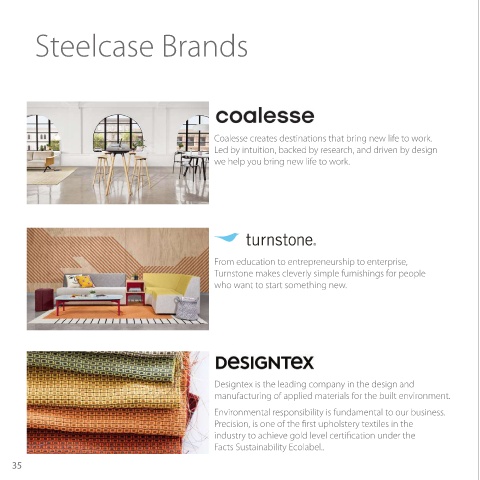 Steelcase Brands
coalesse
Coalesse creates destinations that bring new life to work.
Led by intuition, backed by research, and driven by design
we help you bring new life to work.
turnstone®
From education to entrepreneurship to enterprise,
Turnstone makes cleverly simple furnishings for people
who want to start something new.
DESIGNTEX
Designtex is the leading company in the design and
manufacturing of applied materials for the built environment.
Environmental responsibility is fundamental to our business.
Precision, is one of the first upholstery textiles in the
industry to achieve gold level certification under the
Facts Sustainability Ecolabel..
35